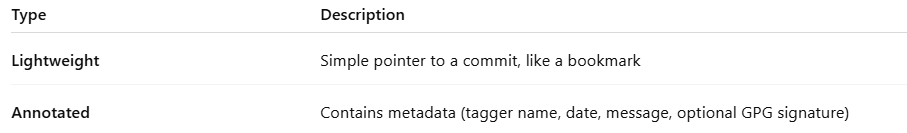 Type Description
Lightweight Simple pointer to a commit, like a bookmark
Annotated Contains metadata (tagger name, date, message, optional GPG signature)